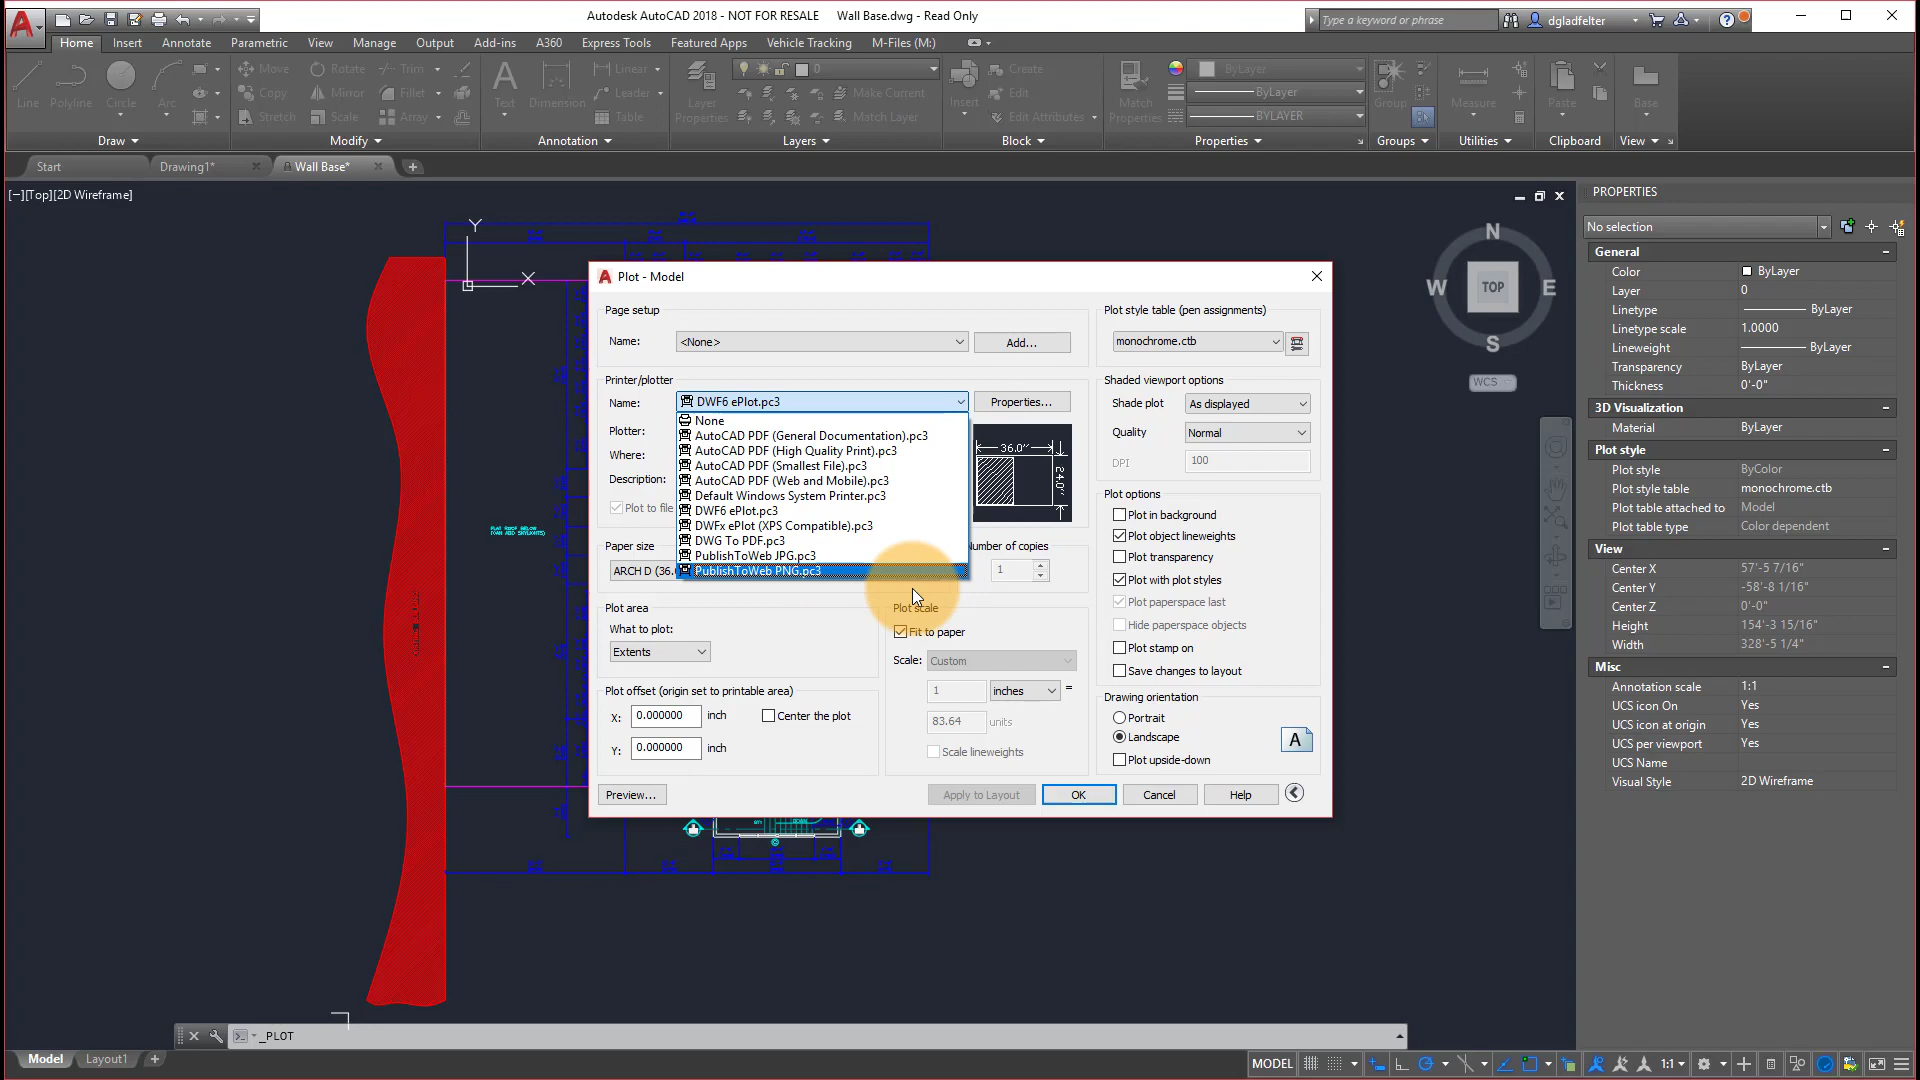 Autodesk AutoCAD 2018 - NOT FOR RESALE Wall Base.dwg - Read Only
Type a keyword or phrase
dgladfelter
Home Insert Annotate Parametric View Manage Output Add-ins A360 Express Tools Featured Apps Vehicle Tracking M-Files (M:)
Line Polyline Circle Arc
Move Rotate Trim
Copy Mirror Fillet
Stretch Scale Array
Text Dimension
Linear
Leader
Table
Layer Properties
0
Make Current
Match Layer
Insert
Create
Edit
Edit Attributes
Match Properties
ByLayer
ByLayer
BYLAYER
Group
Measure
Paste
Base
Draw Modify Annotation Layers Block Properties Groups Utilities Clipboard View
Start Drawing1* Wall Base*
[−][Top][2D Wireframe]
Y
X
FLAT ROOF BELOW
(CAN ADD SKYLIGHTS)
DOWN
N
W TOP E
S
WCS
Plot - Model
Page setup
Name: <None> Add...
Printer/plotter
Name: DWF6 ePlot.pc3 Properties...
Plotter:
Where:
Description:
Plot to file
None
AutoCAD PDF (General Documentation).pc3
AutoCAD PDF (High Quality Print).pc3
AutoCAD PDF (Smallest File).pc3
AutoCAD PDF (Web and Mobile).pc3
Default Windows System Printer.pc3
DWF6 ePlot.pc3
DWFx ePlot (XPS Compatible).pc3
DWG To PDF.pc3
PublishToWeb JPG.pc3
PublishToWeb PNG.pc3
36.0''
24.0''
Paper size
ARCH D (36.
Number of copies
1
Plot area
What to plot:
Extents
Plot scale
Fit to paper
Scale: Custom
1 inches =
83.64 units
Scale lineweights
Plot offset (origin set to printable area)
X: 0.000000 inch Center the plot
Y: 0.000000 inch
Plot style table (pen assignments)
monochrome.ctb
Shaded viewport options
Shade plot As displayed
Quality Normal
DPI 100
Plot options
Plot in background
Plot object lineweights
Plot transparency
Plot with plot styles
Plot paperspace last
Hide paperspace objects
Plot stamp on
Save changes to layout
Drawing orientation
Portrait
Landscape
Plot upside-down
A
Preview... Apply to Layout OK Cancel Help
PROPERTIES
No selection
General
Color ByLayer
Layer 0
Linetype ByLayer
Linetype scale 1.0000
Lineweight ByLayer
Transparency ByLayer
Thickness 0'-0"
3D Visualization
Material ByLayer
Plot style
Plot style ByColor
Plot style table monochrome.ctb
Plot table attached to Model
Plot table type Color dependent
View
Center X 57'-5 7/16"
Center Y -58'-8 1/16"
Center Z 0'-0"
Height 154'-3 15/16"
Width 328'-5 1/4"
Misc
Annotation scale 1:1
UCS icon On Yes
UCS icon at origin Yes
UCS per viewport Yes
UCS Name
Visual Style 2D Wireframe
_PLOT
Model Layout1
MODEL 1:1